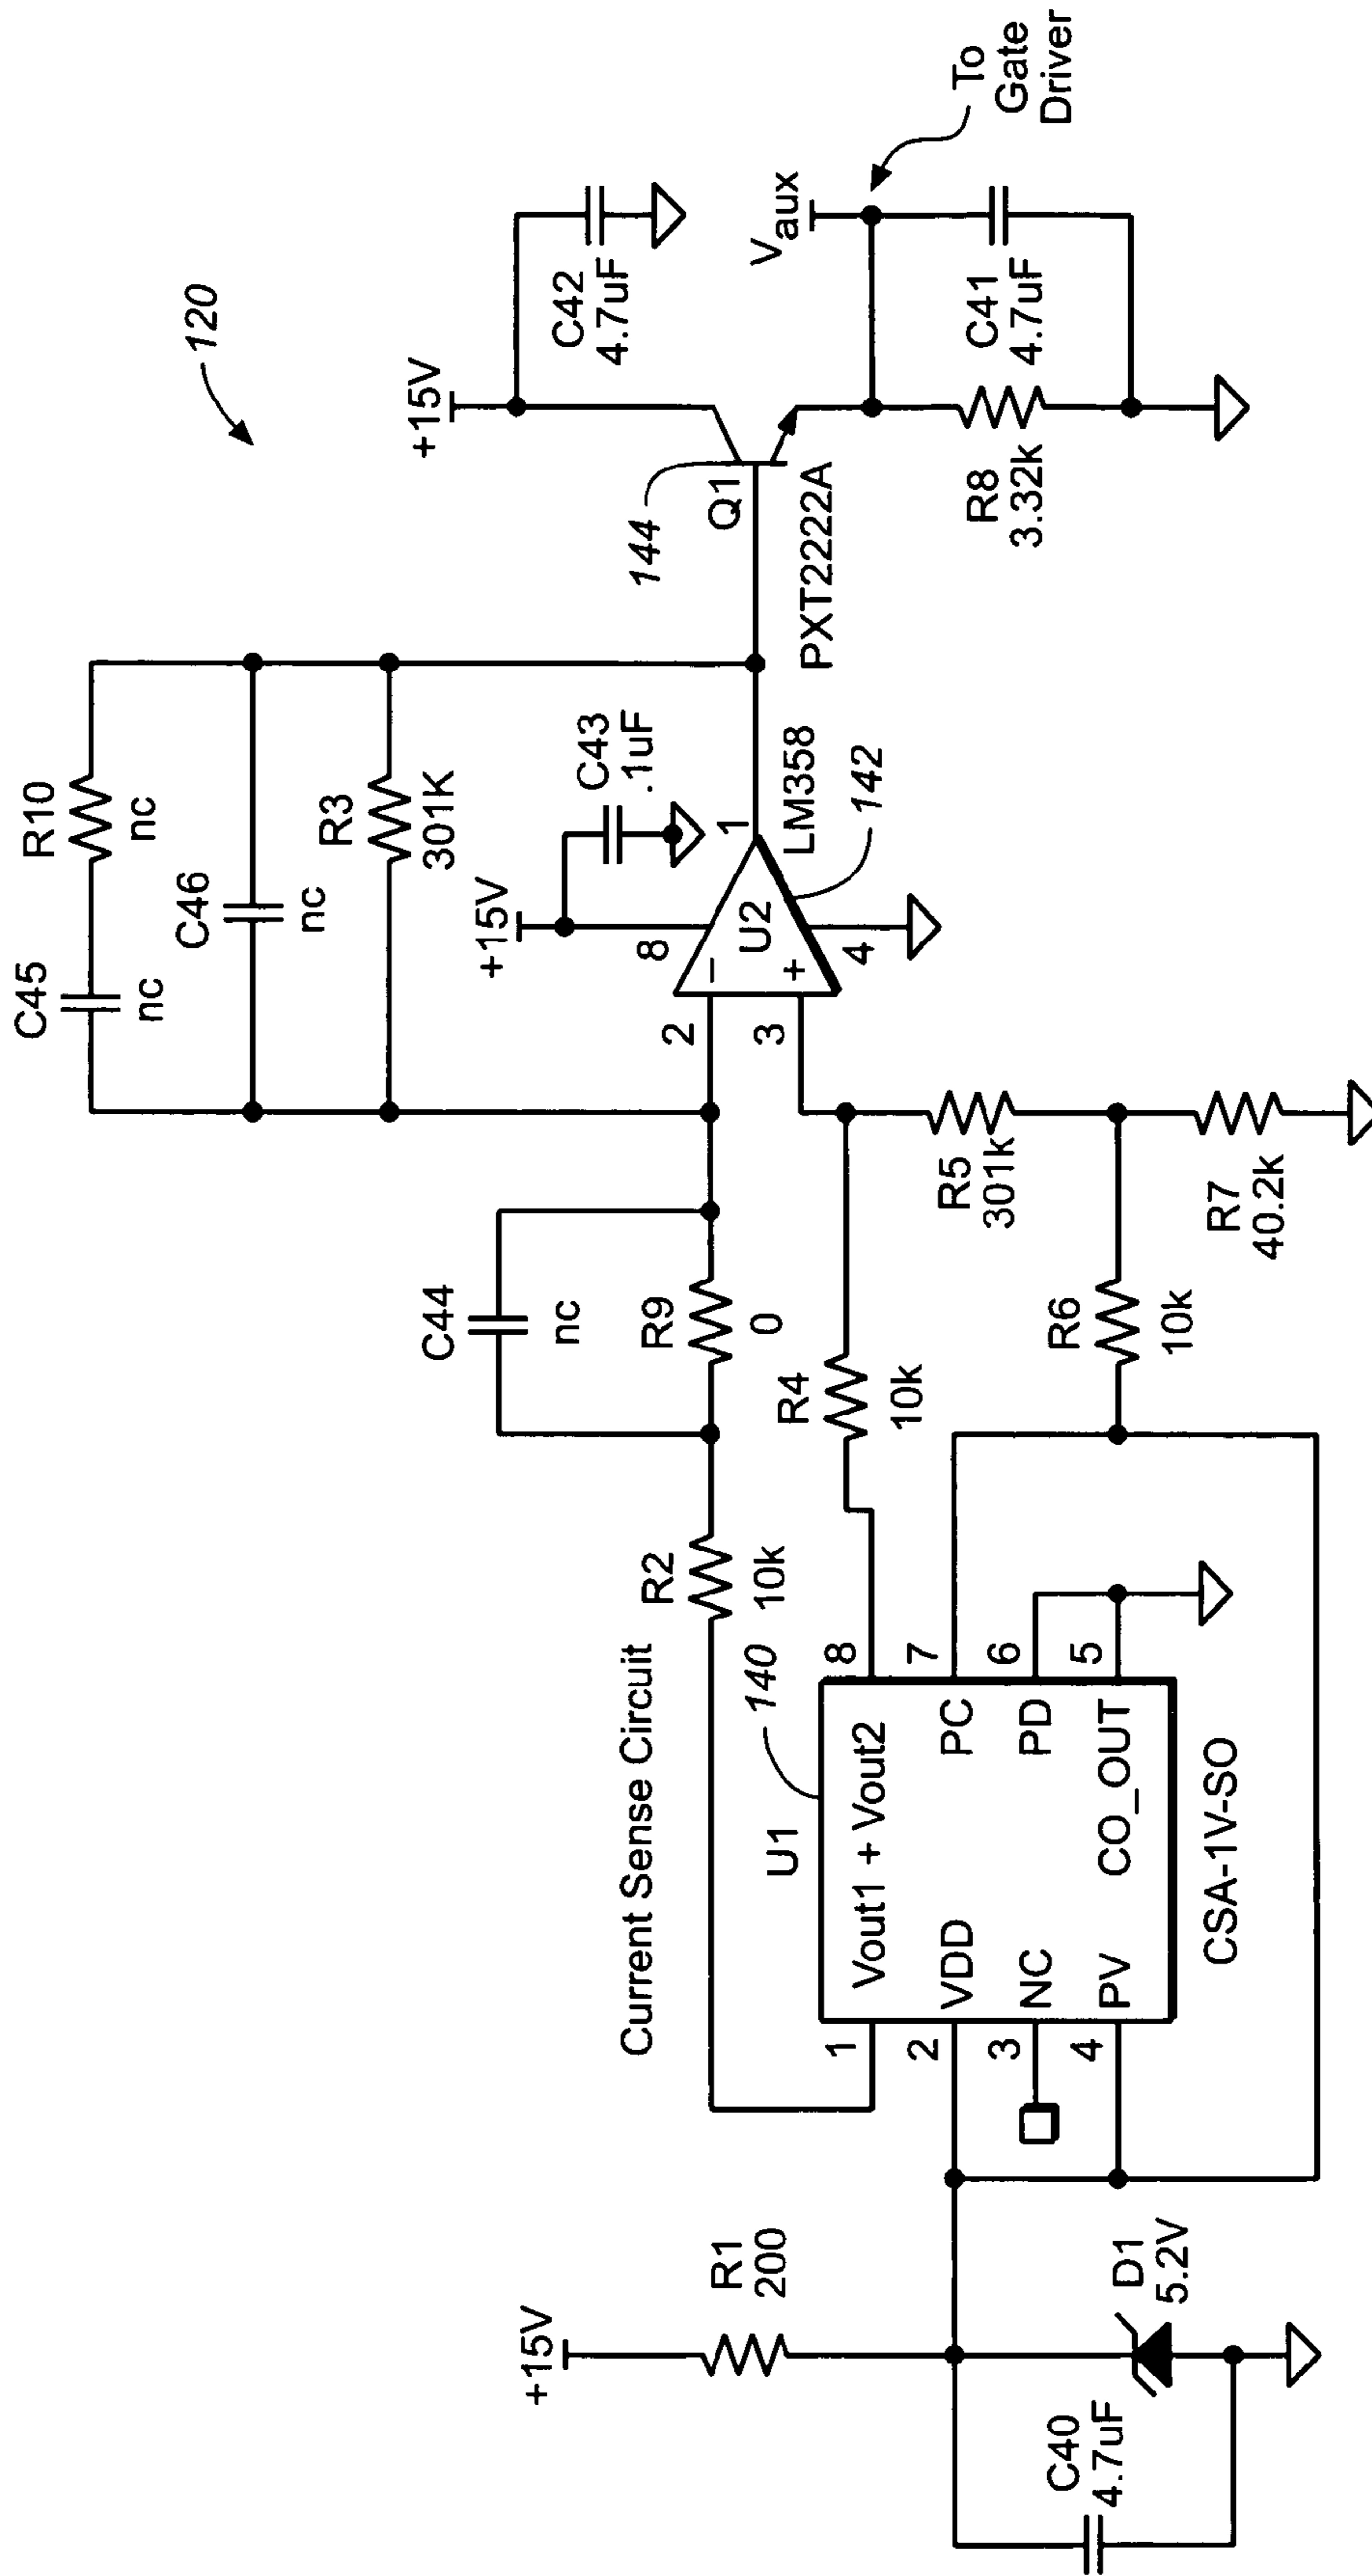 120
+15V
R1
200
C40
4.7uF
D1
5.2V
Current Sense Circuit
140
U1
Vout1 + Vout2
VDD
NC
PV
PC
PD
CO_OUT
1
2
3
4
8
7
6
5
CSA-1V-SO
R2
10k
C44
nc
R9
0
R4
10k
R6
10k
R5
301k
R7
40.2k
C45
nc
R10
nc
C46
nc
R3
301K
+15V
C43
.1uF
8
2
3
−
+
U2
1
4
LM358
142
144
Q1
PXT2222A
+15V
C42
4.7uF
R8
3.32k
C41
4.7uF
Vaux
To
Gate
Driver